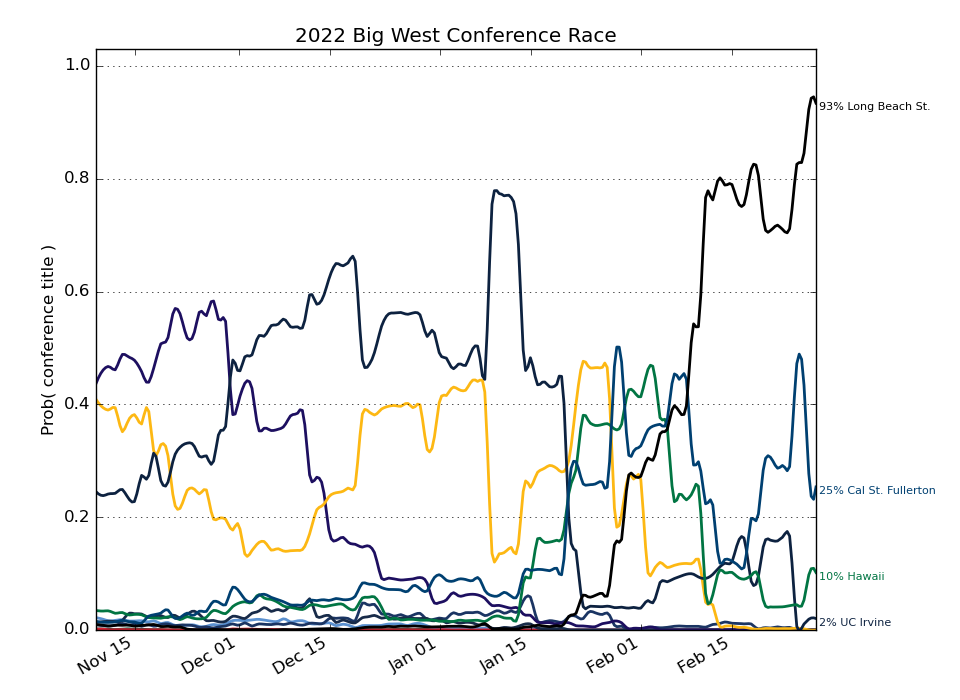 2022 Big West Conference Race
1.0
0.8
0.6
0.4
0.2
0.0
Prob( conference title )
93% Long Beach St.
25% Cal St. Fullerton
10% Hawaii
2% UC Irvine
Nov 15
Dec 01
Dec 15
Jan 01
Jan 15
Feb 01
Feb 15